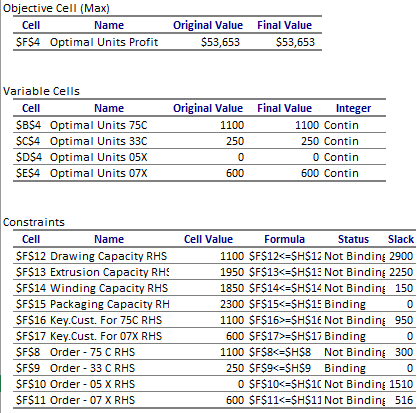 Objective Cell (Max)
Cell Name Original Value Final Value
$F$4 Optimal Units Profit $53,653 $53,653
Variable Cells
Cell Name Original Value Final Value Integer
$B$4 Optimal Units 75C 1100 1100 Contin
$C$4 Optimal Units 33C 250 250 Contin
$D$4 Optimal Units 05X 0 0 Contin
$E$4 Optimal Units 07X 600 600 Contin
Constraints
Cell Name Cell Value Formula Status Slack
$F$12 Drawing Capacity RHS 1100 $F$12<=$H$12 Not Binding 2900
$F$13 Extrusion Capacity RHS 1950 $F$13<=$H$13 Not Binding 2250
$F$14 Winding Capacity RHS 1850 $F$14<=$H$14 Not Binding 150
$F$15 Packaging Capacity RH 2300 $F$15<=$H$15 Binding 0
$F$16 Key.Cust. For 75C RHS 1100 $F$16>=$H$16 Not Binding 950
$F$17 Key.Cust. For 07X RHS 600 $F$17>=$H$17 Binding 0
$F$8 Order - 75 C RHS 1100 $F$8<=$H$8 Not Binding 300
$F$9 Order - 33 C RHS 250 $F$9<=$H$9 Binding 0
$F$10 Order - 05 X RHS 0 $F$10<=$H$10 Not Binding 1510
$F$11 Order - 07 X RHS 600 $F$11<=$H$11 Not Binding 516